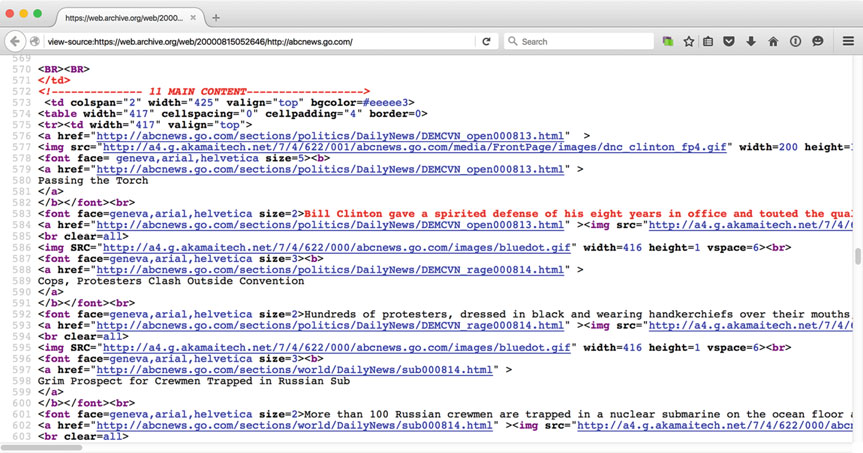 https://web.archive.org/web/2000...
view-source:https://web.archive.org/web/20000815052646/http://abcnews.go.com/
Search
569
570 <BR><BR>
571 </td>
572 <!-------------- 11 MAIN CONTENT------------------>
573 <td colspan="2" width="425" valign="top" bgcolor=#eeeee3>
574 <table width="417" cellspacing="0" cellpadding="4" border=0>
575 <tr><td width="417" valign="top">
576 <a href="http://abcnews.go.com/sections/politics/DailyNews/DEMCVN_open000813.html" >
577 <img src="http://a4.g.akamaitech.net/7/4/622/001/abcnews.go.com/media/FrontPage/images/dnc_clinton_fp4.gif" width=200 height=
578 <font face= geneva,arial,helvetica size=5><b>
579 <a href="http://abcnews.go.com/sections/politics/DailyNews/DEMCVN_open000813.html" >
580 Passing the Torch
581 </a>
582 </b></font><br>
583 <font face=geneva,arial,helvetica size=2>Bill Clinton gave a spirited defense of his eight years in office and touted the qual
584 <a href="http://abcnews.go.com/sections/politics/DailyNews/DEMCVN_open000813.html" ><img src="http://a4.g.akamaitech.net/7/4/6
585 <br clear=all>
586 <img SRC="http://a4.g.akamaitech.net/7/4/622/000/abcnews.go.com/images/bluedot.gif" width=416 height=1 vspace=6><br>
587 <font face=geneva,arial,helvetica size=3><b>
588 <a href="http://abcnews.go.com/sections/politics/DailyNews/DEMCVN_rage000814.html" >
589 Cops, Protesters Clash Outside Convention
590
591 </a>
591 </b></font><br>
592 <font face=geneva,arial,helvetica size=2>Hundreds of protesters, dressed in black and wearing handkerchiefs over their mouths,
593 <a href="http://abcnews.go.com/sections/politics/DailyNews/DEMCVN_rage000814.html" ><img src="http://a4.g.akamaitech.net/7/4/6
594 <br clear=all>
595 <img SRC="http://a4.g.akamaitech.net/7/4/622/000/abcnews.go.com/images/bluedot.gif" width=416 height=1 vspace=6><br>
596 <font face=geneva,arial,helvetica size=3><b>
597 <a href="http://abcnews.go.com/sections/world/DailyNews/sub000814.html" >
598 Grim Prospect for Crewmen Trapped in Russian Sub
599 </a>
600 </b></font><br>
601 <font face=geneva,arial,helvetica size=2>More than 100 Russian crewmen are trapped in a nuclear submarine on the ocean floor a
602 <a href="http://abcnews.go.com/sections/world/DailyNews/sub000814.html" ><img src="http://a4.g.akamaitech.net/7/4/622/000/abcn
603 <br clear=all>